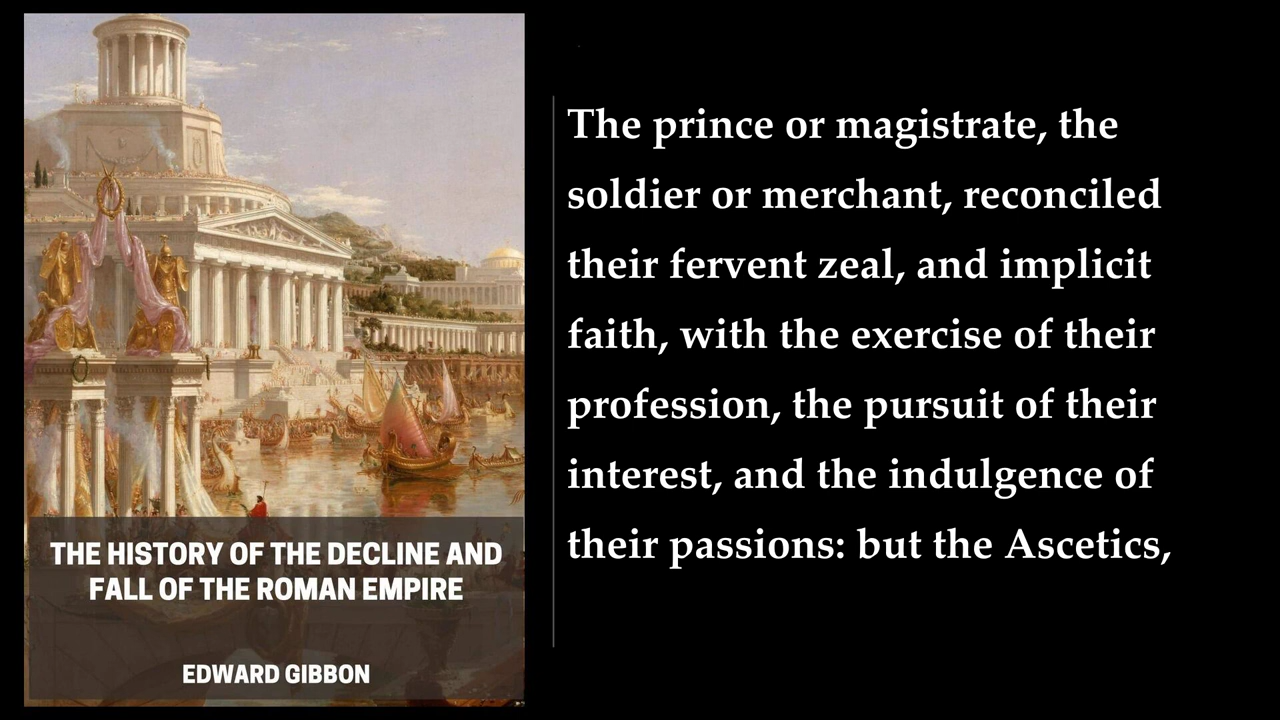 THE HISTORY OF THE DECLINE AND
FALL OF THE ROMAN EMPIRE
EDWARD GIBBON
The prince or magistrate, the
soldier or merchant, reconciled
their fervent zeal, and implicit
faith, with the exercise of their
profession, the pursuit of their
interest, and the indulgence of
their passions: but the Ascetics,